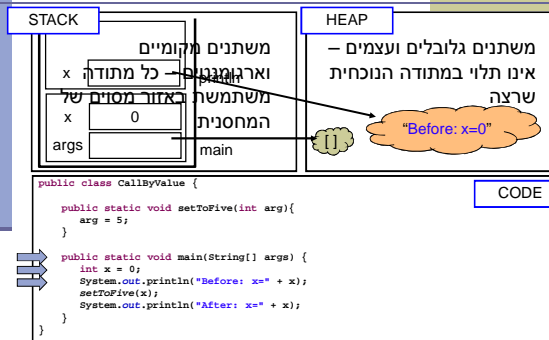 STACK
HEAP
משתנים מקומיים
וארגומנטים – כל מתודה
משתמשת באזור מסוים של
המחסנית
x
println
x
0
args
main
משתנים גלובלים ועצמים –
אינו תלוי במתודה הנוכחית
שרצה
“Before: x=0”
[ ]
CODE
public class CallByValue {
public static void setToFive(int arg){
arg = 5;
}
public static void main(String[] args) {
int x = 0;
System.out.println("Before: x=" + x);
setToFive(x);
System.out.println("After: x=" + x);
}
}